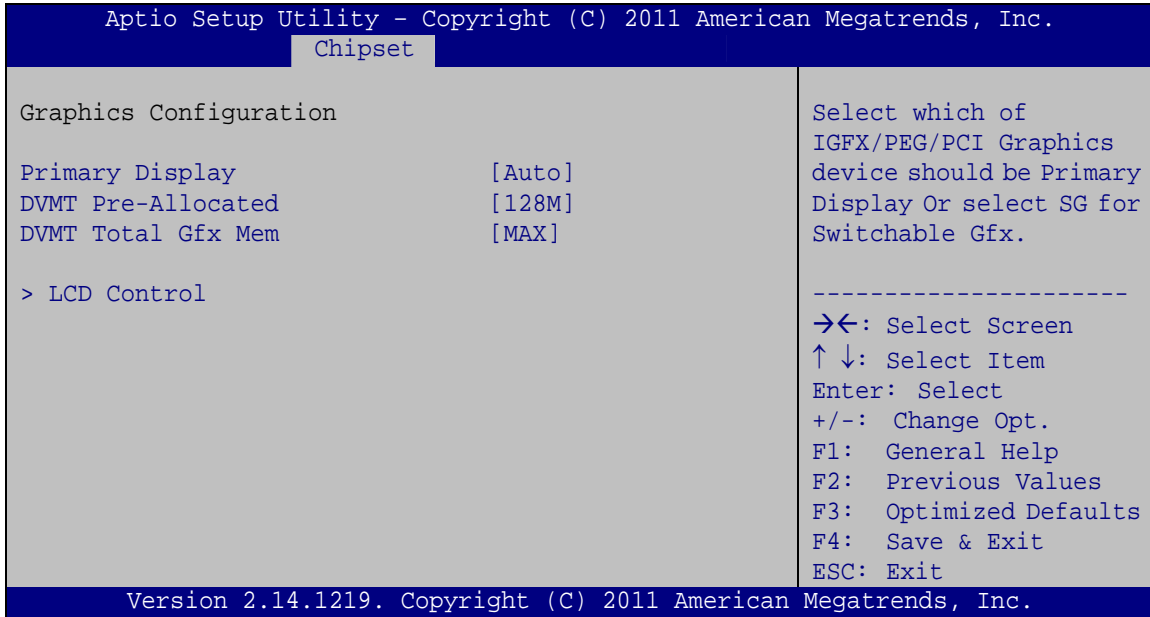 Aptio Setup Utility – Copyright (C) 2011 American Megatrends, Inc.
Chipset
Graphics Configuration
Primary Display [Auto]
DVMT Pre-Allocated [128M]
DVMT Total Gfx Mem [MAX]
> LCD Control
Select which of
IGFX/PEG/PCI Graphics
device should be Primary
Display Or select SG for
Switchable Gfx.
----------------------
→←: Select Screen
↑ ↓: Select Item
Enter: Select
+/-: Change Opt.
F1: General Help
F2: Previous Values
F3: Optimized Defaults
F4: Save & Exit
ESC: Exit
Version 2.14.1219. Copyright (C) 2011 American Megatrends, Inc.